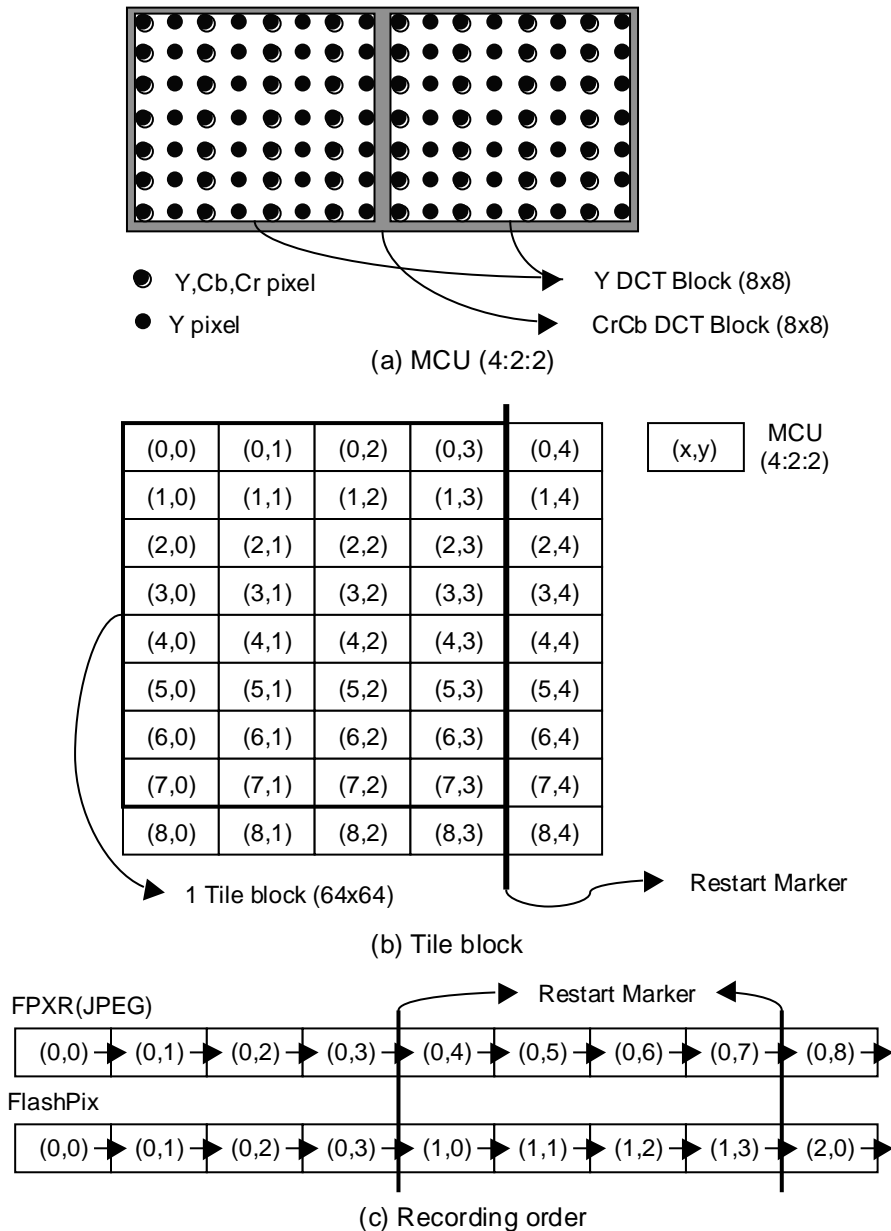 Y,Cb,Cr pixel
Y DCT Block (8x8)
Y pixel
CrCb DCT Block (8x8)
(a) MCU (4:2:2)
(0,0) (0,1) (0,2) (0,3) (0,4) (x,y) MCU
(4:2:2)
(1,0) (1,1) (1,2) (1,3) (1,4)
(2,0) (2,1) (2,2) (2,3) (2,4)
(3,0) (3,1) (3,2) (3,3) (3,4)
(4,0) (4,1) (4,2) (4,3) (4,4)
(5,0) (5,1) (5,2) (5,3) (5,4)
(6,0) (6,1) (6,2) (6,3) (6,4)
(7,0) (7,1) (7,2) (7,3) (7,4)
(8,0) (8,1) (8,2) (8,3) (8,4)
1 Tile block (64x64)
Restart Marker
(b) Tile block
Restart Marker
FPXR(JPEG)
(0,0) (0,1) (0,2) (0,3) (0,4) (0,5) (0,6) (0,7) (0,8)
FlashPix
(0,0) (0,1) (0,2) (0,3) (1,0) (1,1) (1,2) (1,3) (2,0)
(c) Recording order